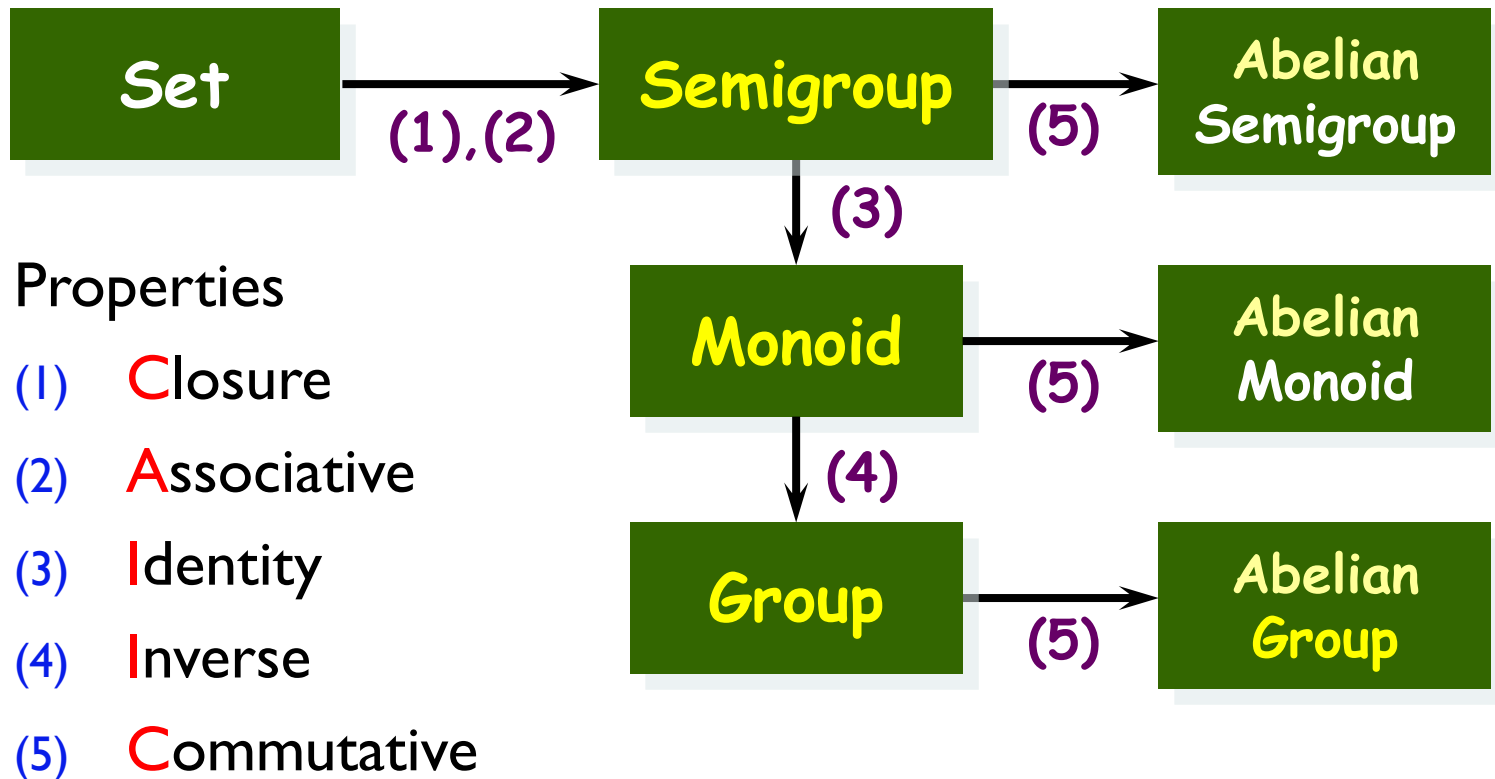 Set
(1),(2)
Semigroup
(5)
Abelian
Semigroup
(3)
Monoid
(5)
Abelian
Monoid
(4)
Group
(5)
Abelian
Group
Properties
(1) Closure
(2) Associative
(3) Identity
(4) Inverse
(5) Commutative